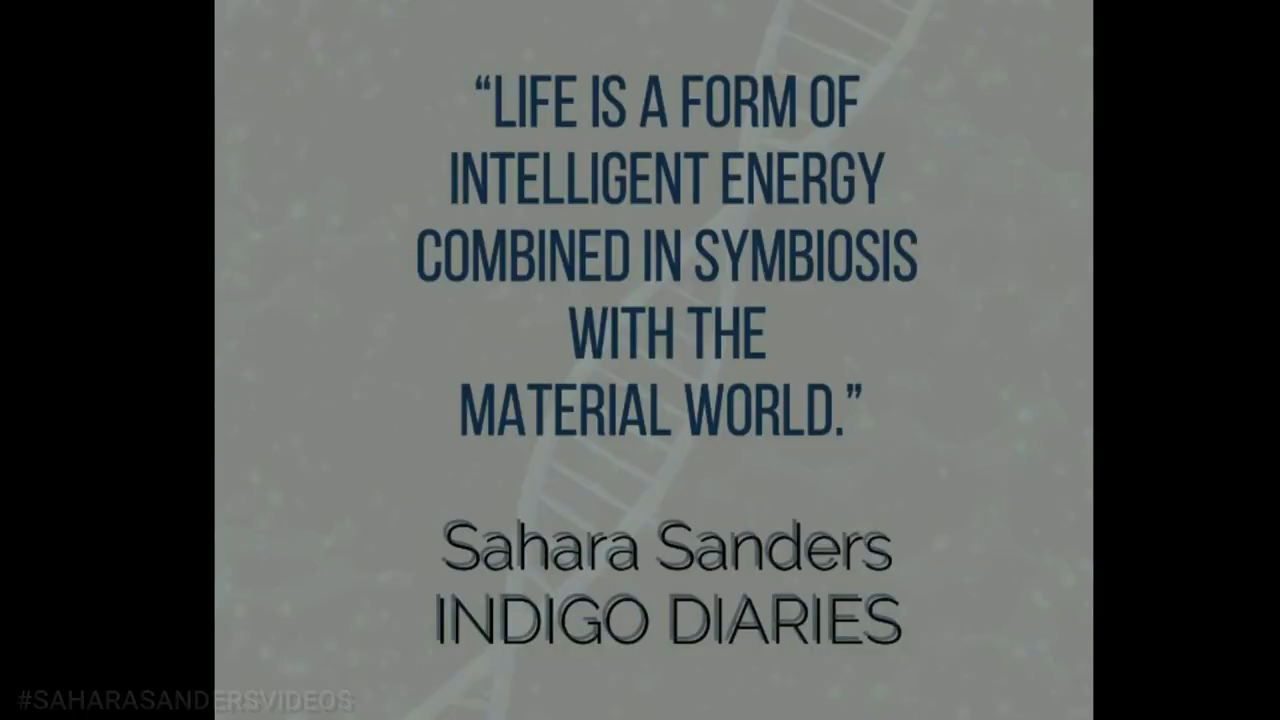 “LIFE IS A FORM OF
INTELLIGENT ENERGY
COMBINED IN SYMBIOSIS
WITH THE
MATERIAL WORLD.”
Sahara Sanders
INDIGO DIARIES
#SAHARASANDERSVIDEOS